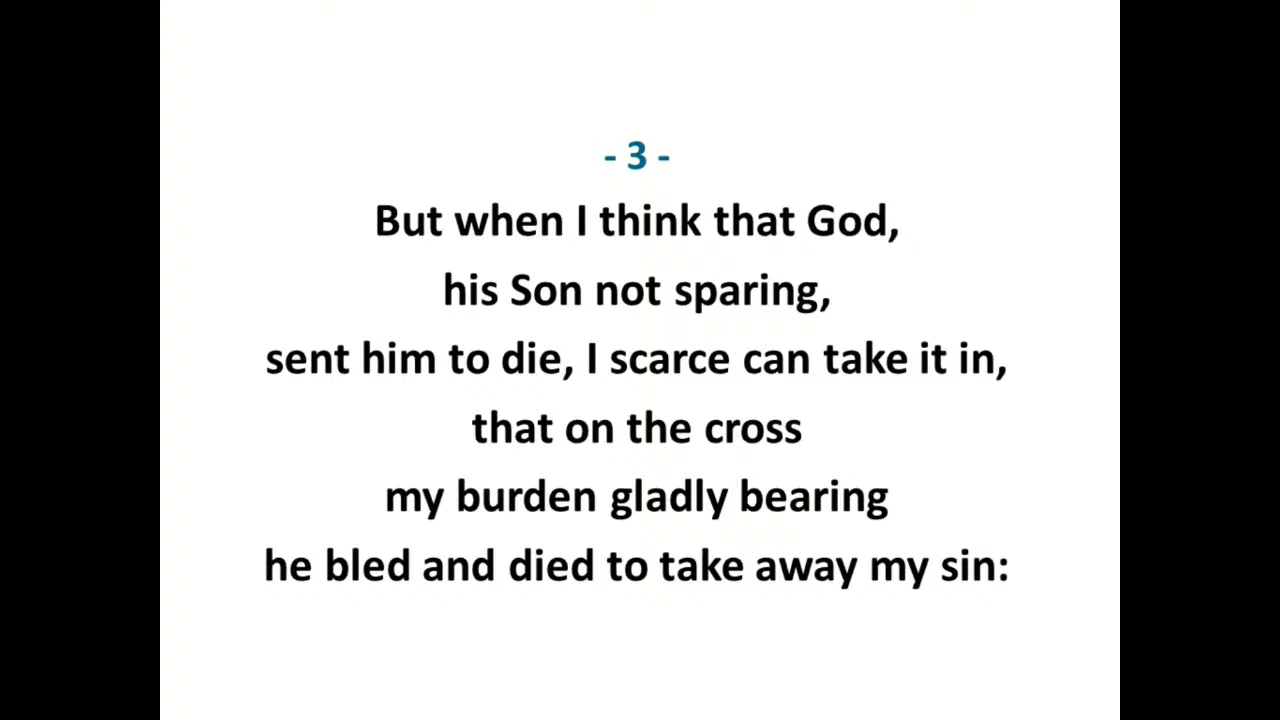 - 3 -
But when I think that God,
his Son not sparing,
sent him to die, I scarce can take it in,
that on the cross
my burden gladly bearing
he bled and died to take away my sin: